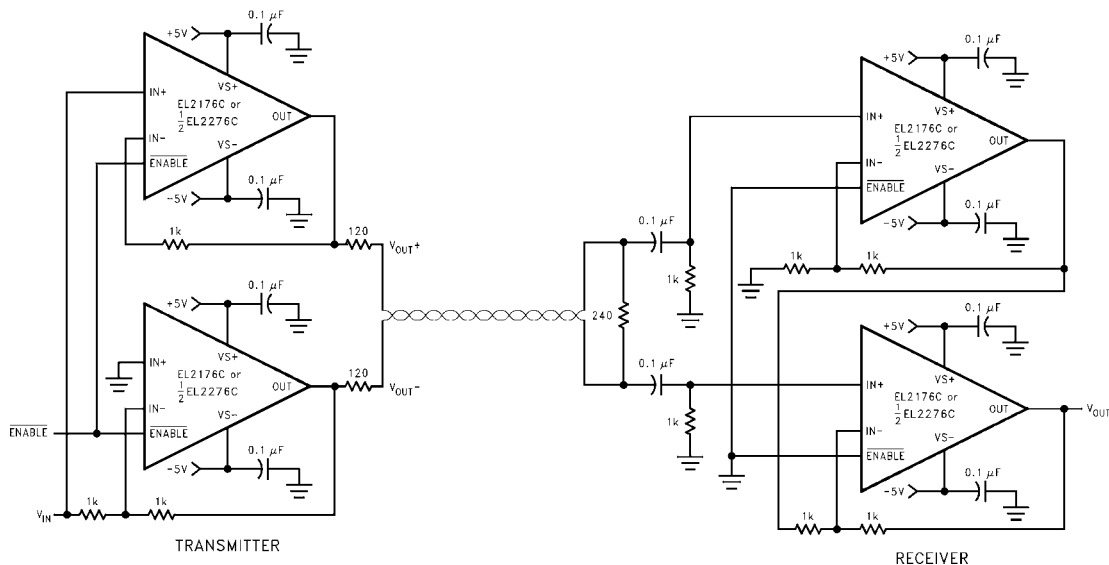 0.1 µF
+5V
IN+
VS+
EL2176C or
½ EL2276C
OUT
IN-
VS-
ENABLE
0.1 µF
-5V
1k
120
VOUT+
0.1 µF
+5V
IN+
VS+
EL2176C or
½ EL2276C
OUT
120
VOUT-
IN-
VS-
ENABLE
ENABLE
0.1 µF
-5V
1k
1k
VIN
TRANSMITTER
240
0.1 µF
1k
0.1 µF
1k
0.1 µF
+5V
IN+
VS+
EL2176C or
½ EL2276C
OUT
IN-
VS-
ENABLE
0.1 µF
-5V
1k
1k
0.1 µF
+5V
IN+
VS+
EL2176C or
½ EL2276C
OUT
VOUT
IN-
VS-
ENABLE
0.1 µF
-5V
1k
1k
RECEIVER